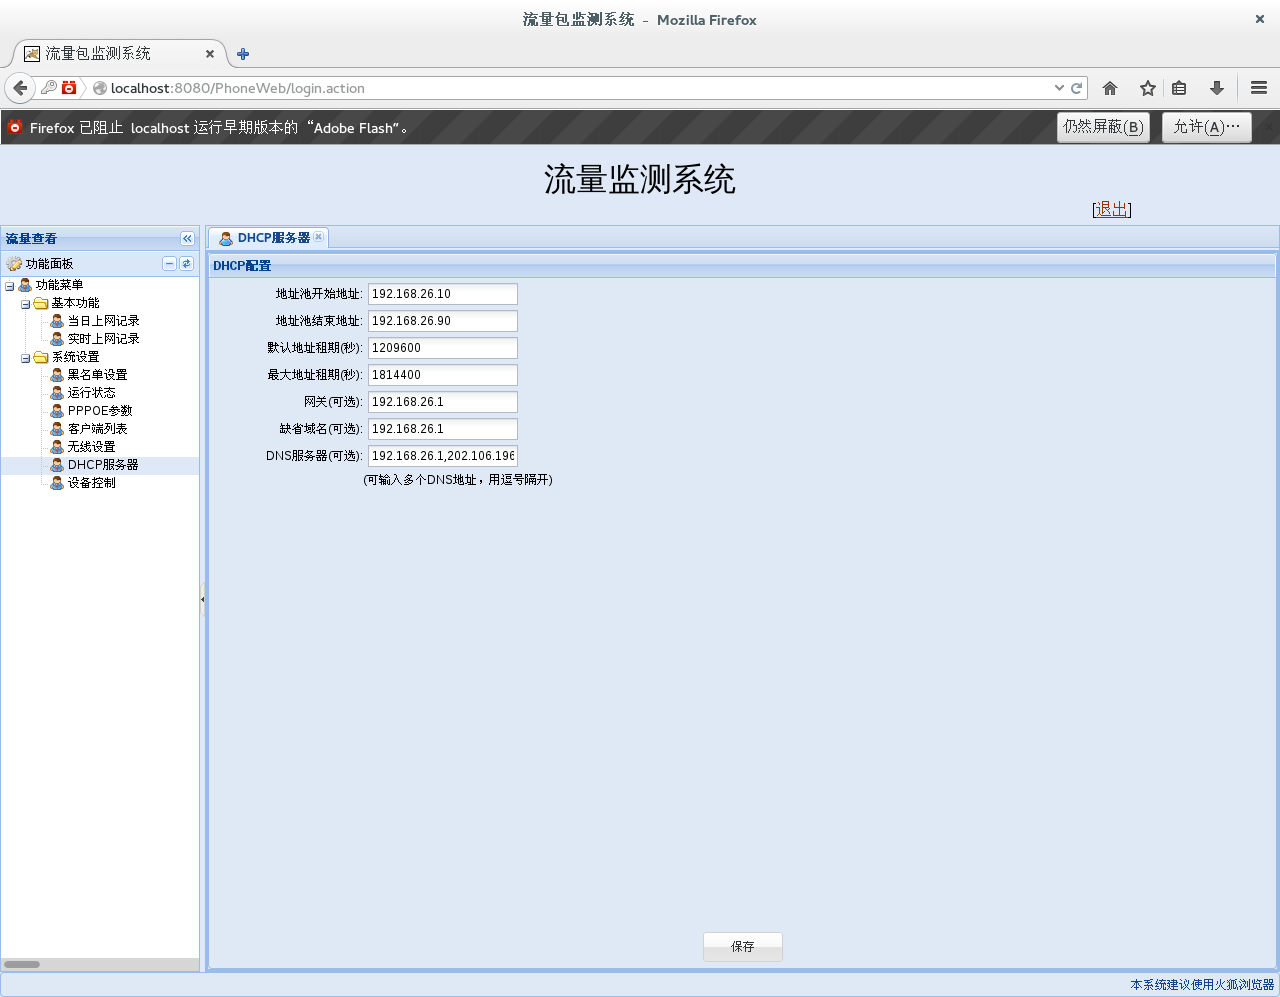 流量包监测系统 - Mozilla Firefox
流量包监测系统
localhost:8080/PhoneWeb/login.action
Firefox 已阻止 localhost 运行早期版本的“Adobe Flash”。
仍然屏蔽(B)
允许(A)…
流量监测系统
[退出]
流量查看
功能面板
功能菜单
基本功能
当日上网记录
实时上网记录
系统设置
黑名单设置
运行状态
PPPOE参数
客户端列表
无线设置
DHCP服务器
设备控制
DHCP服务器
DHCP配置
地址池开始地址: 192.168.26.10
地址池结束地址: 192.168.26.90
默认地址租期(秒): 1209600
最大地址租期(秒): 1814400
网关(可选): 192.168.26.1
缺省域名(可选): 192.168.26.1
DNS服务器(可选): 192.168.26.1,202.106.196
(可输入多个DNS地址，用逗号隔开)
保存
本系统建议使用火狐浏览器